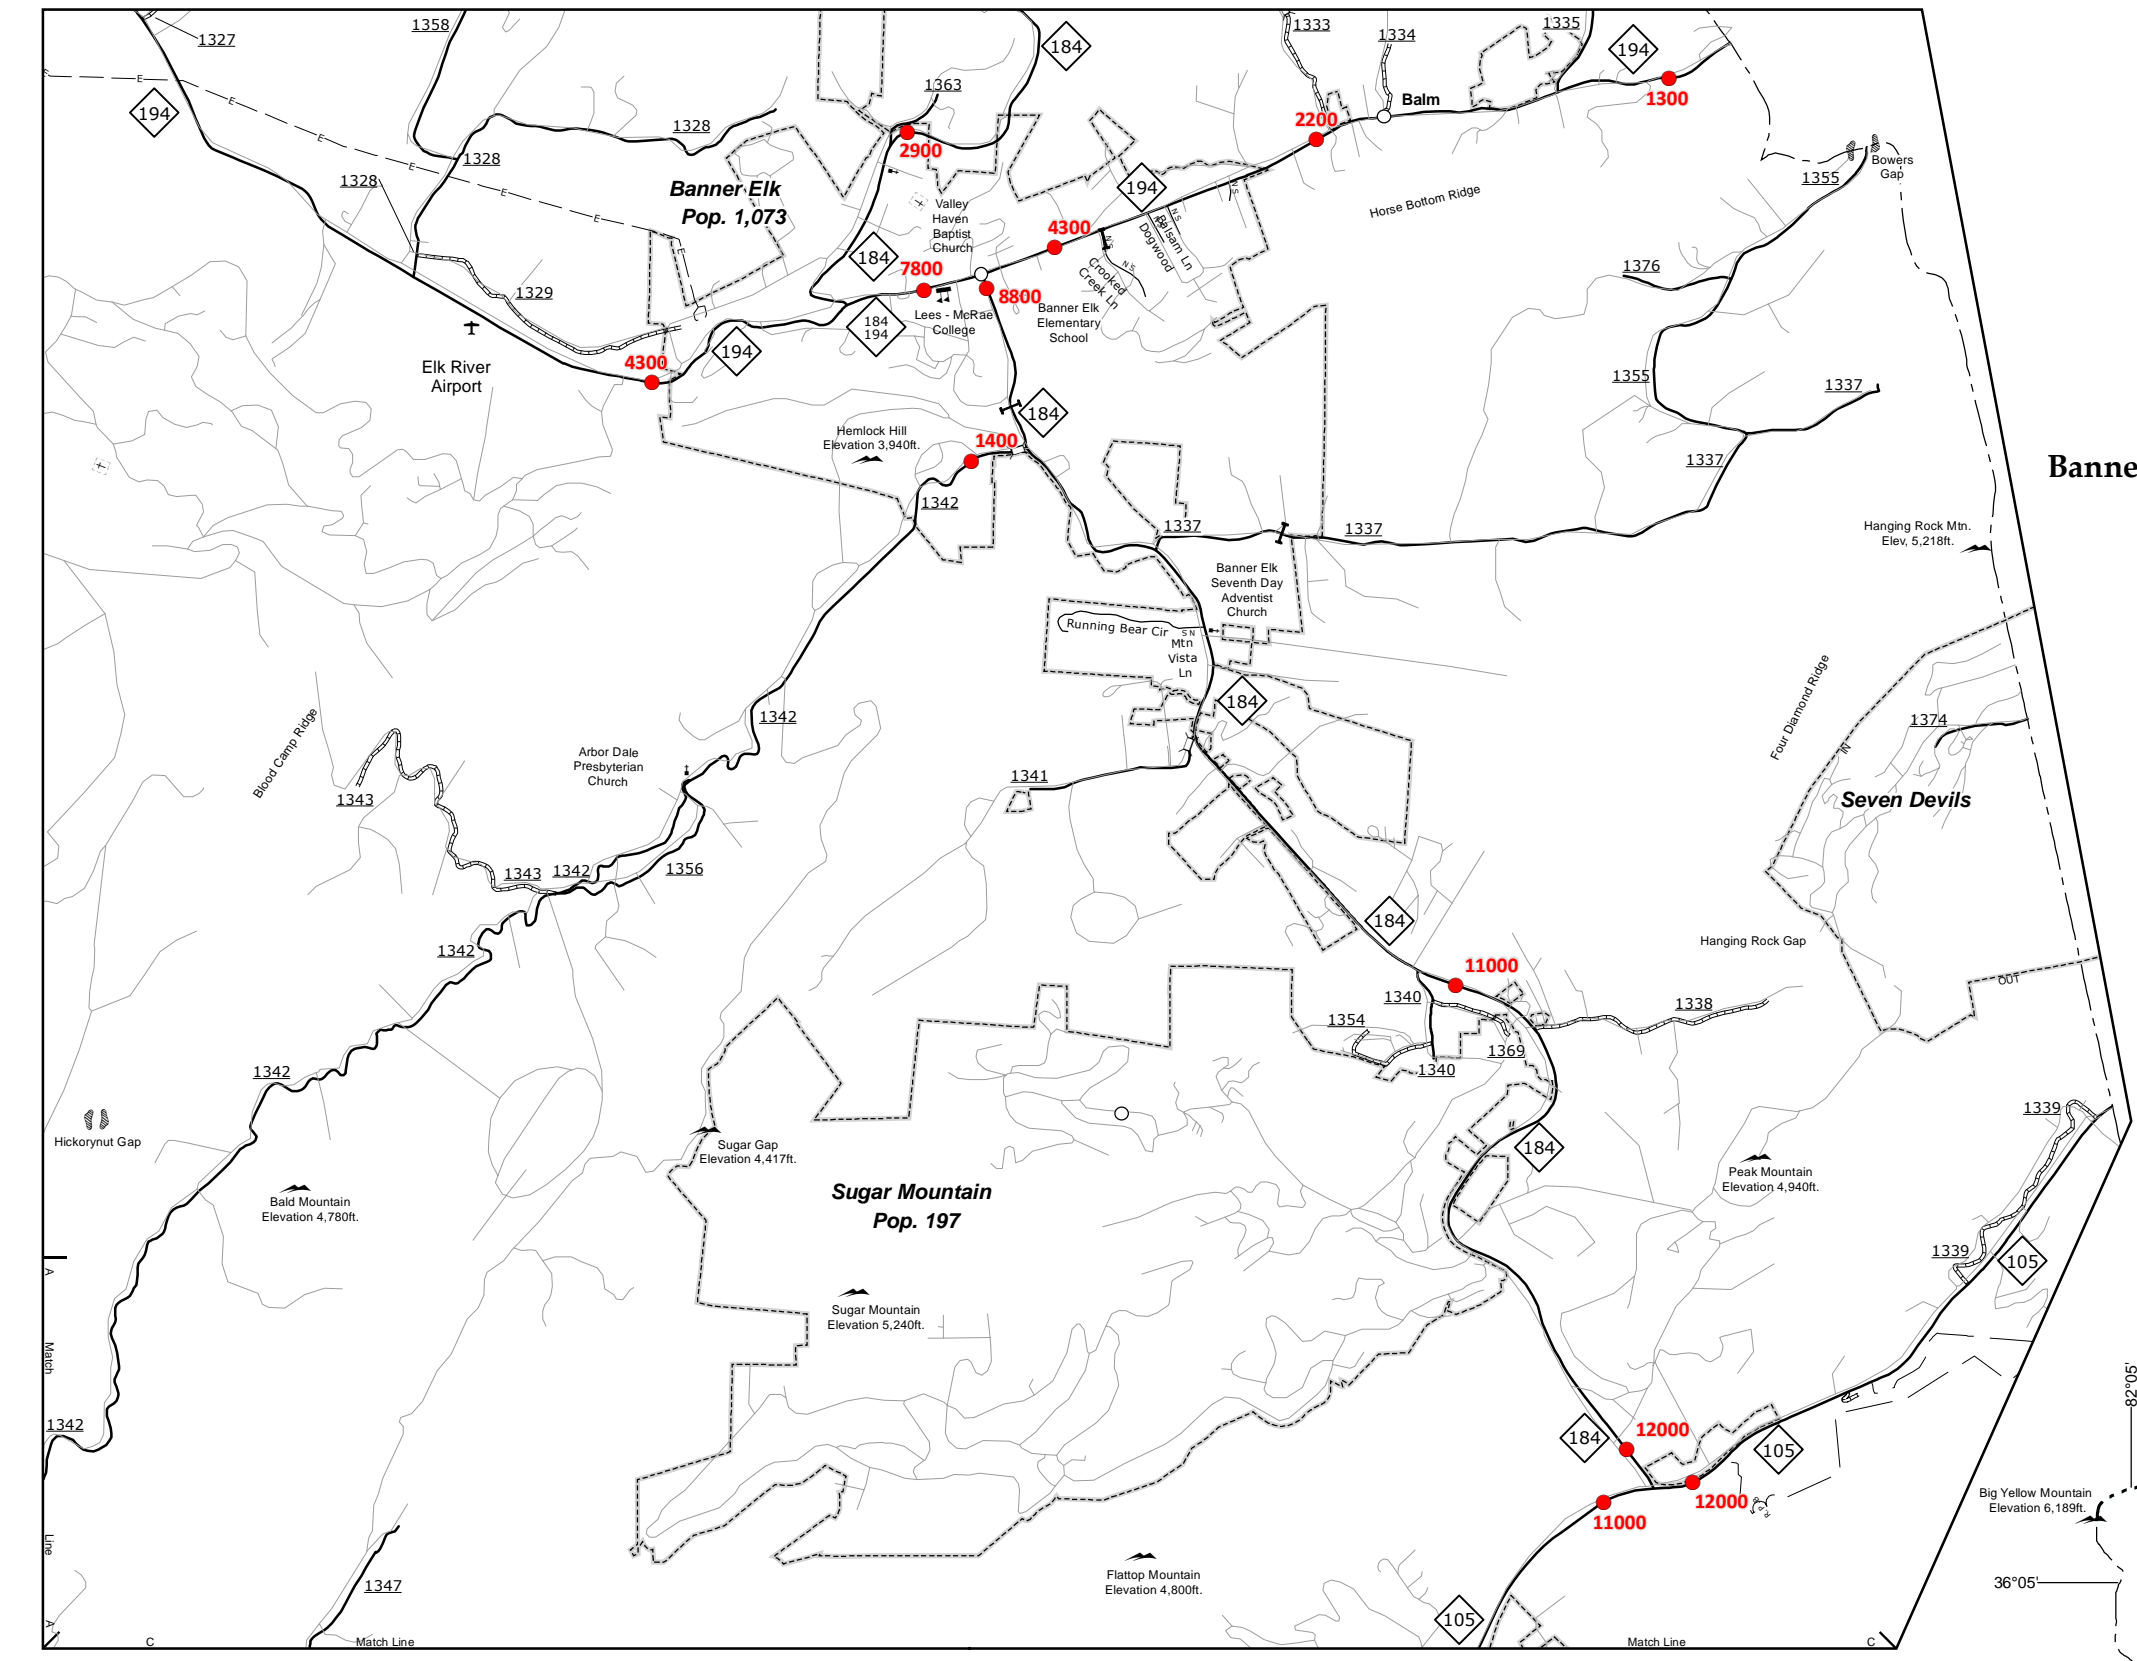 1327
1358
184
1333
1334
1335
194
1363
194
Balm
1300
2200
1328
2900
1328
1328
Bowers
Gap
1355
Banner Elk
Pop. 1,073
194
Horse Bottom Ridge
Valley
Haven
Baptist
Church
4300
N S
N S
N S
N S
N S
Balsam Ln
Dogwood
Crooked
Creek Ln
184
7800
8800
1376
1329
Banner Elk
Elementary
School
184
194
Lees - McRae
College
194
Elk River
Airport
4300
1355
1337
184
Hemlock Hill
Elevation 3,940ft.
1400
1337
Banne
1342
1337
1337
Hanging Rock Mtn.
Elev, 5,218ft.
Banner Elk
Seventh Day
Adventist
Church
Running Bear Cir
S N
Mtn
Vista
Ln
184
Four Diamond Ridge
1374
IN
Blood Camp Ridge
1342
Arbor Dale
Presbyterian
Church
1341
1343
Seven Devils
1343
1342
1356
184
1342
Hanging Rock Gap
11000
OUT
1340
1338
1354
1369
1340
1342
1339
Hickorynut Gap
Sugar Gap
Elevation 4,417ft.
184
Peak Mountain
Elevation 4,940ft.
Bald Mountain
Elevation 4,780ft.
Sugar Mountain
Pop. 197
1339
105
A
Sugar Mountain
Elevation 5,240ft.
Match
82°05'
1342
184
12000
105
12000
11000
Big Yellow Mountain
Elevation 6,189ft.
Line
Flattop Mountain
Elevation 4,800ft.
1347
36°05'
105
A
C
Match Line
Match Line
C
E
E
E
E
E
E
E